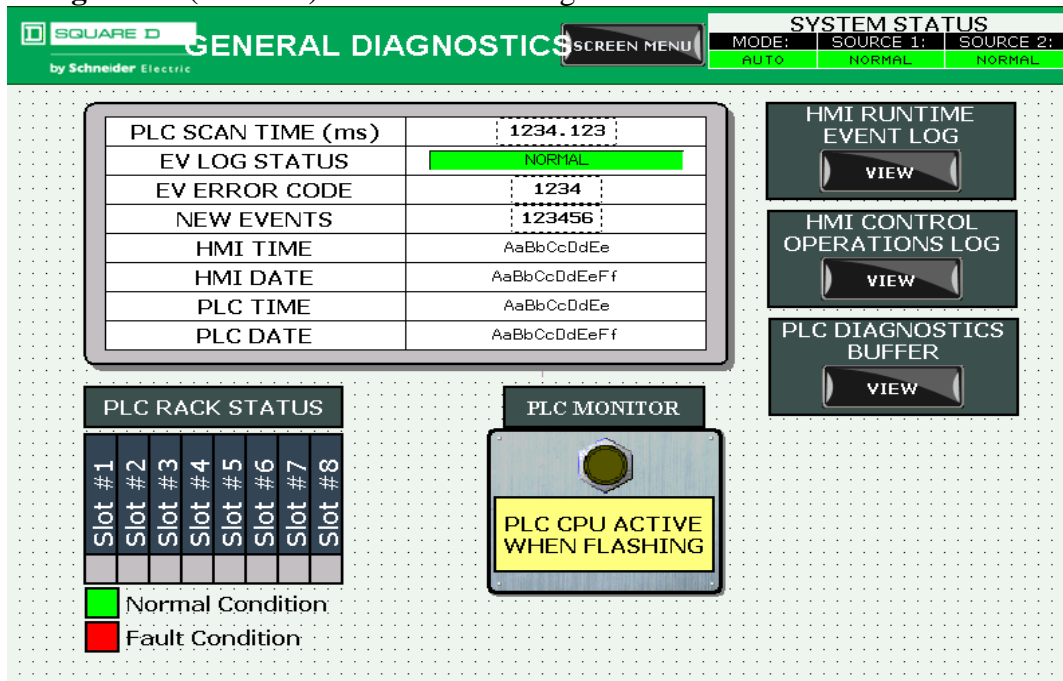 SQUARE D
by Schneider Electric
GENERAL DIAGNOSTICS
SCREEN MENU
SYSTEM STATUS
MODE: SOURCE 1: SOURCE 2:
AUTO NORMAL NORMAL
PLC SCAN TIME (ms) 1234.123
EV LOG STATUS NORMAL
EV ERROR CODE 1234
NEW EVENTS 123456
HMI TIME AaBbCcDdEe
HMI DATE AaBbCcDdEeFf
PLC TIME AaBbCcDdEe
PLC DATE AaBbCcDdEeFf
HMI RUNTIME
EVENT LOG
VIEW
HMI CONTROL
OPERATIONS LOG
VIEW
PLC DIAGNOSTICS
BUFFER
VIEW
PLC RACK STATUS
Slot #1
Slot #2
Slot #3
Slot #4
Slot #5
Slot #6
Slot #7
Slot #8
Normal Condition
Fault Condition
PLC MONITOR
PLC CPU ACTIVE
WHEN FLASHING